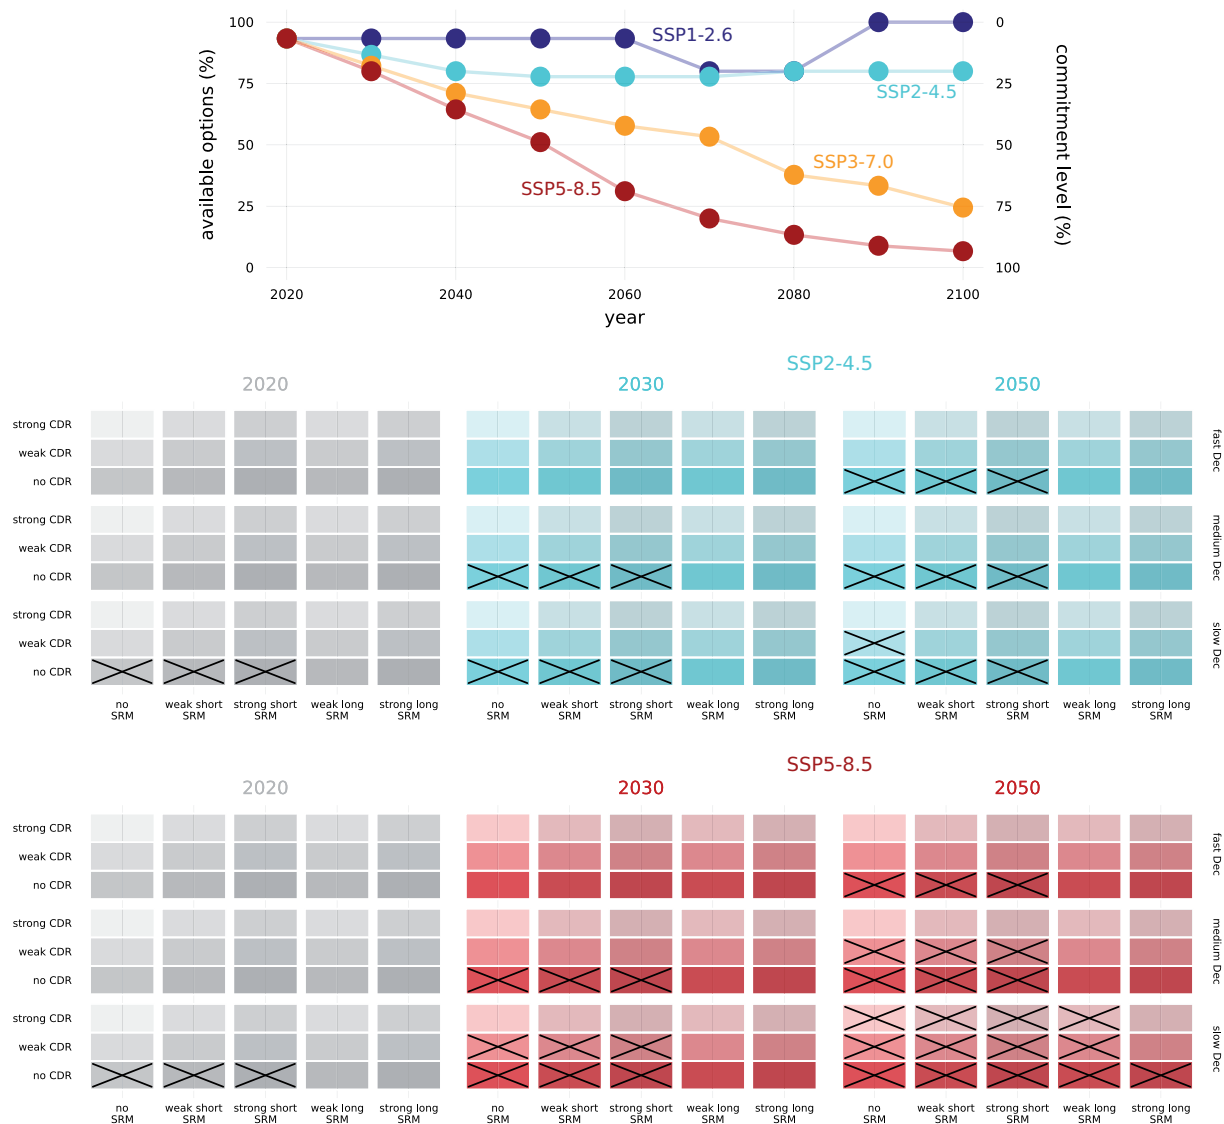 100
75
50
25
0
available options (%)
0
25
50
75
100
commitment level (%)
SSP1-2.6
SSP2-4.5
SSP3-7.0
SSP5-8.5
2020 2040 2060 2080 2100
year
SSP2-4.5
2020 2030 2050
strong CDR
weak CDR
no CDR
fast Dec
strong CDR
weak CDR
no CDR
medium Dec
strong CDR
weak CDR
no CDR
slow Dec
no weak short strong short weak long strong long no weak short strong short weak long strong long no weak short strong short weak long strong long
SRM SRM SRM SRM SRM SRM SRM SRM SRM SRM SRM SRM SRM SRM SRM
SSP5-8.5
2020 2030 2050
strong CDR
weak CDR
no CDR
fast Dec
strong CDR
weak CDR
no CDR
medium Dec
strong CDR
weak CDR
no CDR
slow Dec
no weak short strong short weak long strong long no weak short strong short weak long strong long no weak short strong short weak long strong long
SRM SRM SRM SRM SRM SRM SRM SRM SRM SRM SRM SRM SRM SRM SRM